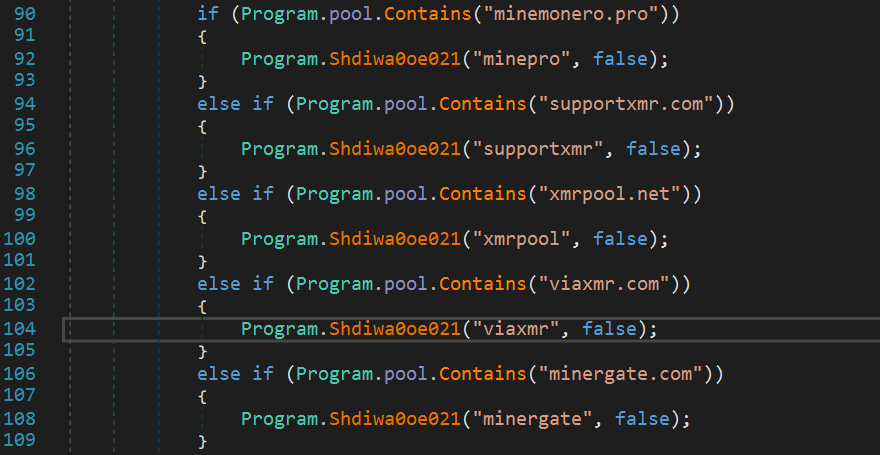 90 if (Program.pool.Contains("minemonero.pro"))
91 {
92 Program.Shdiwa0oe021("minepro", false);
93 }
94 else if (Program.pool.Contains("supportxmr.com"))
95 {
96 Program.Shdiwa0oe021("supportxmr", false);
97 }
98 else if (Program.pool.Contains("xmrpool.net"))
99 {
100 Program.Shdiwa0oe021("xmrpool", false);
101 }
102 else if (Program.pool.Contains("viaxmr.com"))
103 {
104 Program.Shdiwa0oe021("viaxmr", false);
105 }
106 else if (Program.pool.Contains("minergate.com"))
107 {
108 Program.Shdiwa0oe021("minergate", false);
109 }